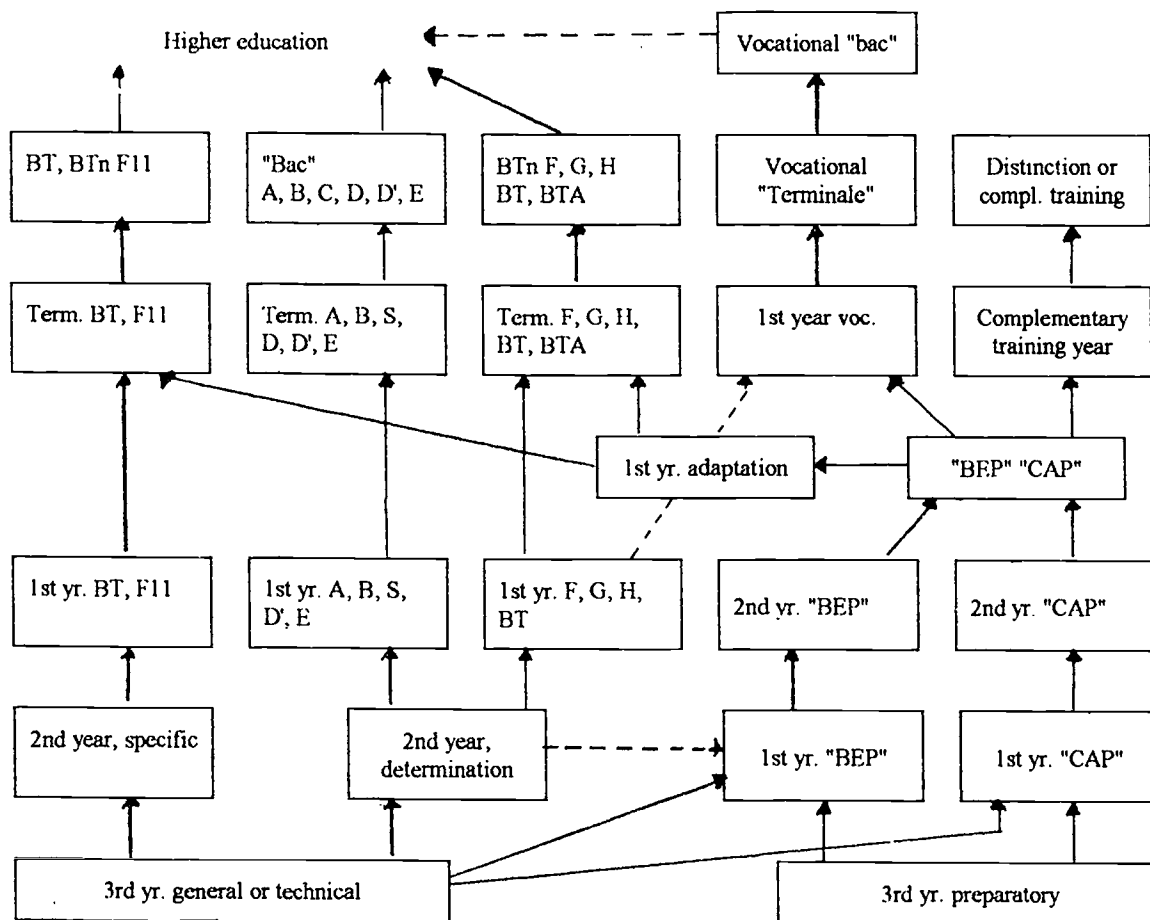 Higher education
Vocational "bac"
BT, BTn F11
"Bac"
A, B, C, D, D', E
BTn F, G, H
BT, BTA
Vocational
"Terminale"
Distinction or
compl. training
Term. BT, F11
Term. A, B, S,
D, D', E
Term. F, G, H,
BT, BTA
1st year voc.
Complementary
training year
1st yr. adaptation
"BEP" "CAP"
1st yr. BT, F11
1st yr. A, B, S,
D', E
1st yr. F, G, H,
BT
2nd yr. "BEP"
2nd yr. "CAP"
2nd year, specific
2nd year,
determination
1st yr. "BEP"
1st yr. "CAP"
3rd yr. general or technical
3rd yr. preparatory